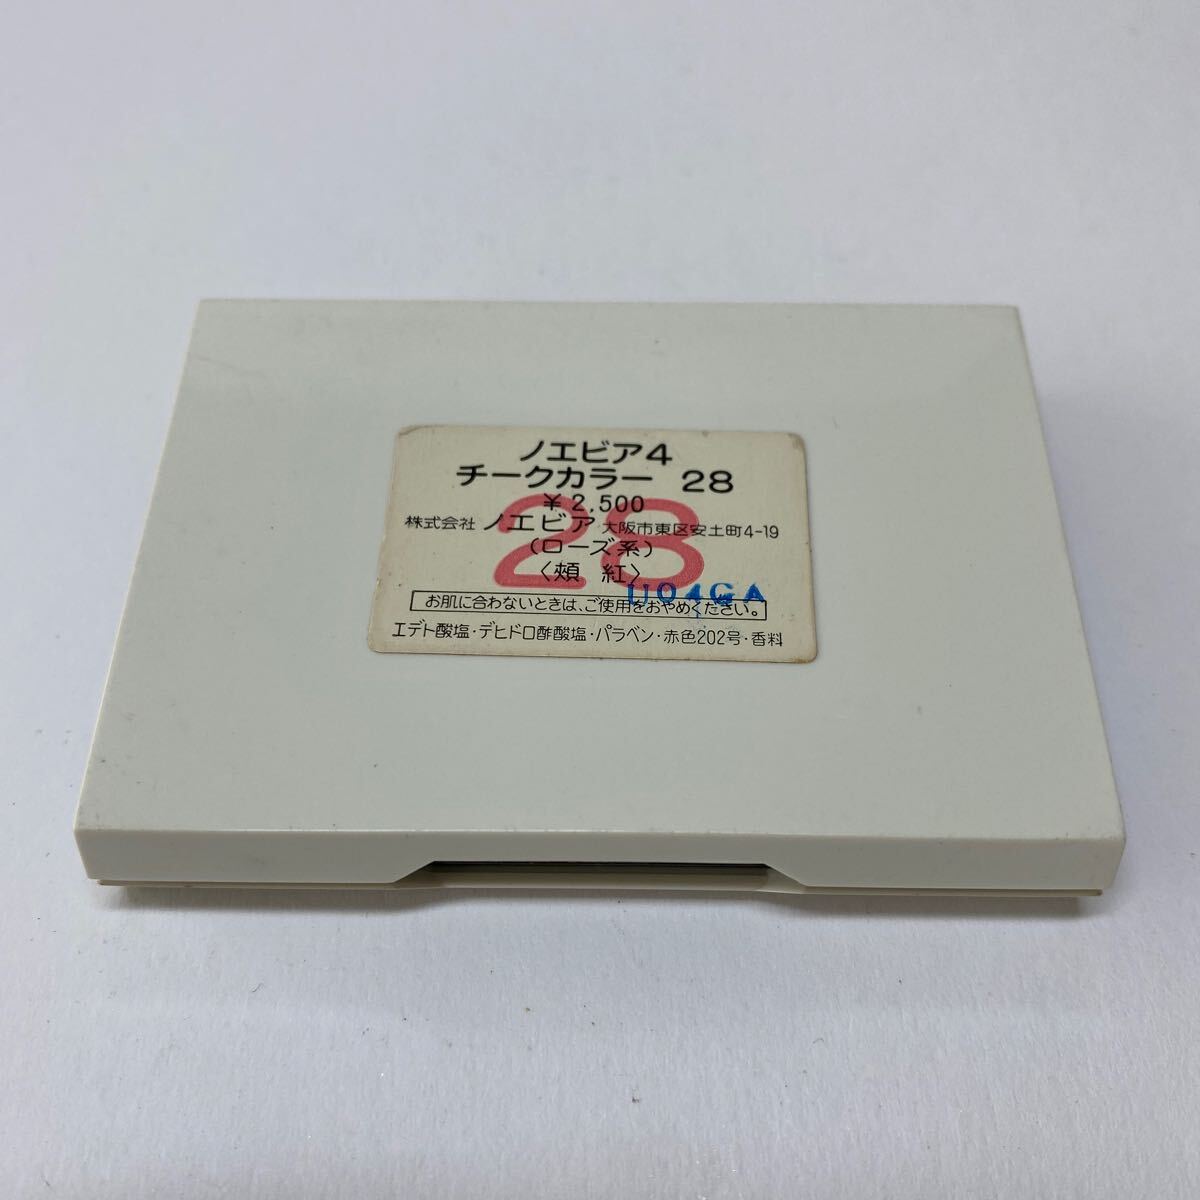 ノエビア4
チークカラー 28
¥2,500
28
株式会社 ノエビア 大阪市東区安土町4-19
(ローズ系)
〈頰 紅〉
U04GA
お肌に合わないときは、ご使用をおやめください。
エデト酸塩・デヒドロ酢酸塩・パラベン・赤色202号・香料